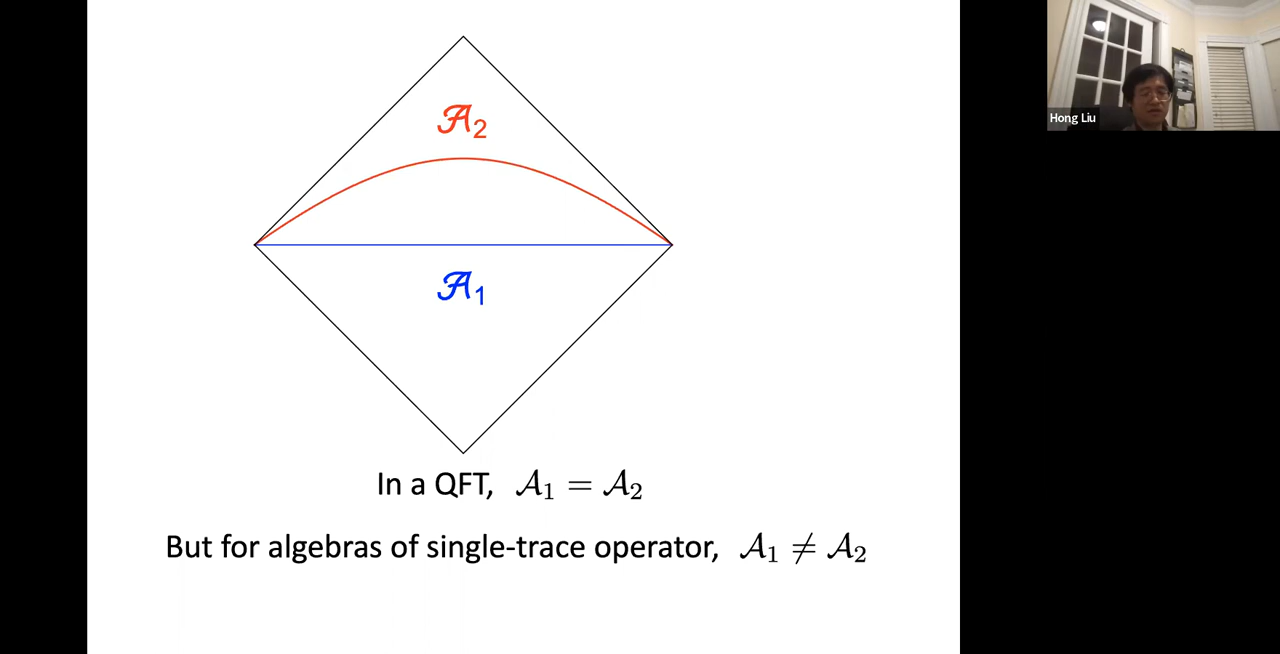 𝒜₂
Hong Liu
𝒜₁
In a QFT, 𝒜₁ = 𝒜₂
But for algebras of single-trace operator, 𝒜₁ ≠ 𝒜₂